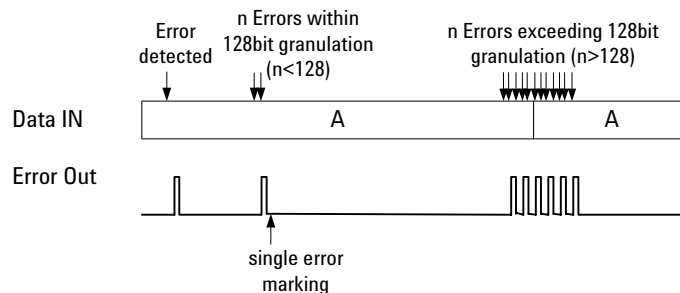 Error
detected
n Errors within
128bit granulation
(n<128)
n Errors exceeding 128bit
granulation (n>128)
Data IN
A
A
Error Out
single error
marking